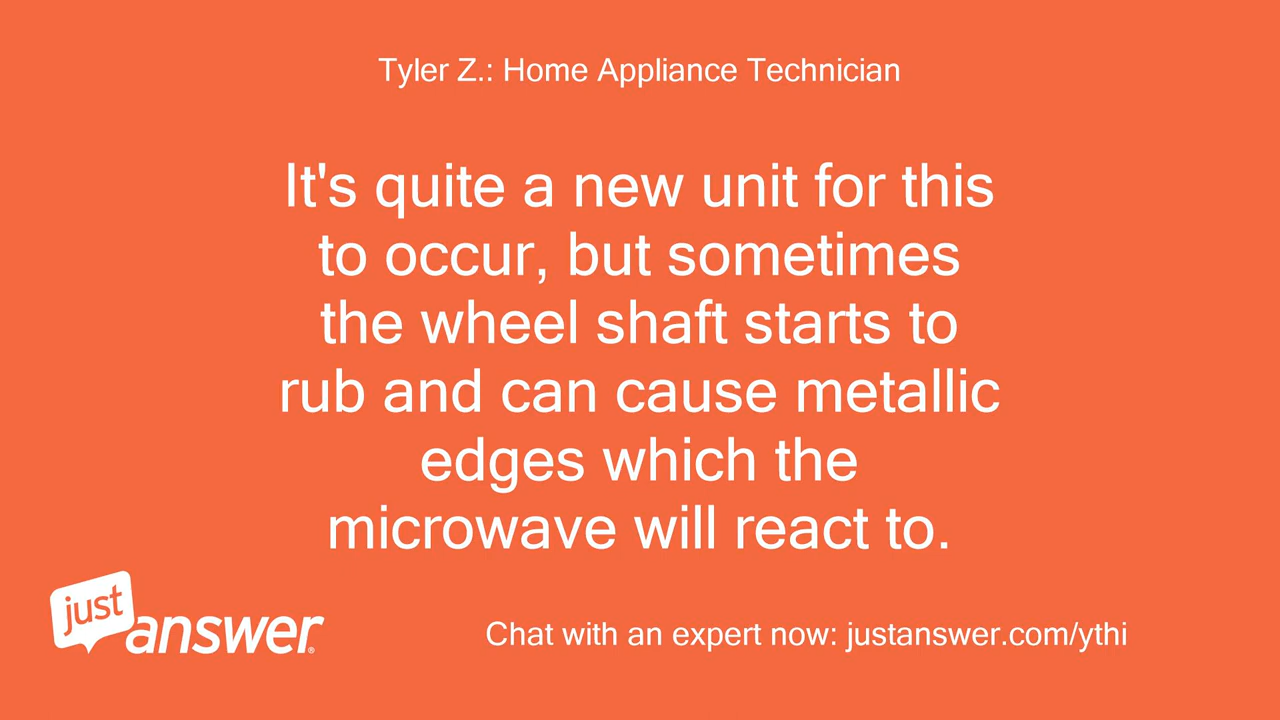 Tyler Z.: Home Appliance Technician
It's quite a new unit for this
to occur, but sometimes
the wheel shaft starts to
rub and can cause metallic
edges which the
microwave will react to.
just
answer®
Chat with an expert now: justanswer.com/ythi